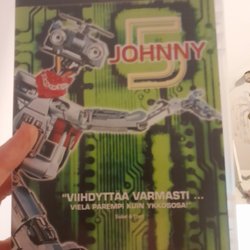 JOHNNY
5
"VIIHDYTTÄÄ VARMASTI ...
VIELÄ PAREMPI KUIN YKKÖSOSA!"